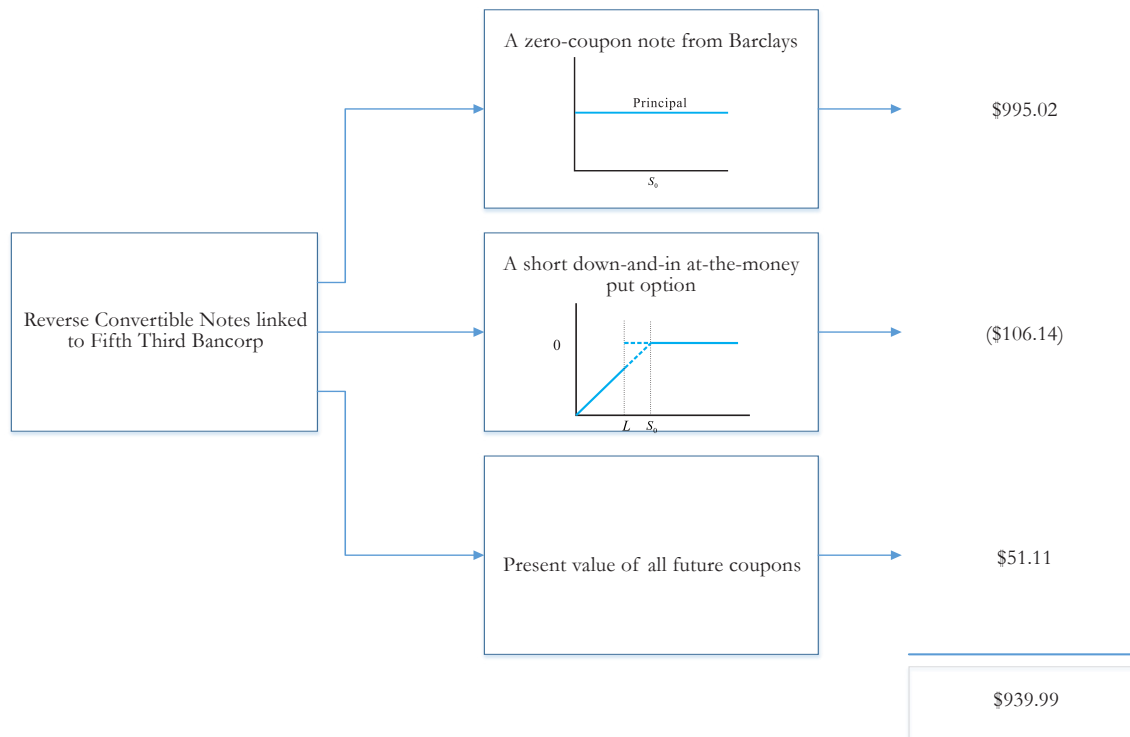 A zero-coupon note from Barclays
Principal
S₀
$995.02
Reverse Convertible Notes linked
to Fifth Third Bancorp
A short down-and-in at-the-money
put option
0
L S₀
($106.14)
Present value of all future coupons
$51.11
$939.99